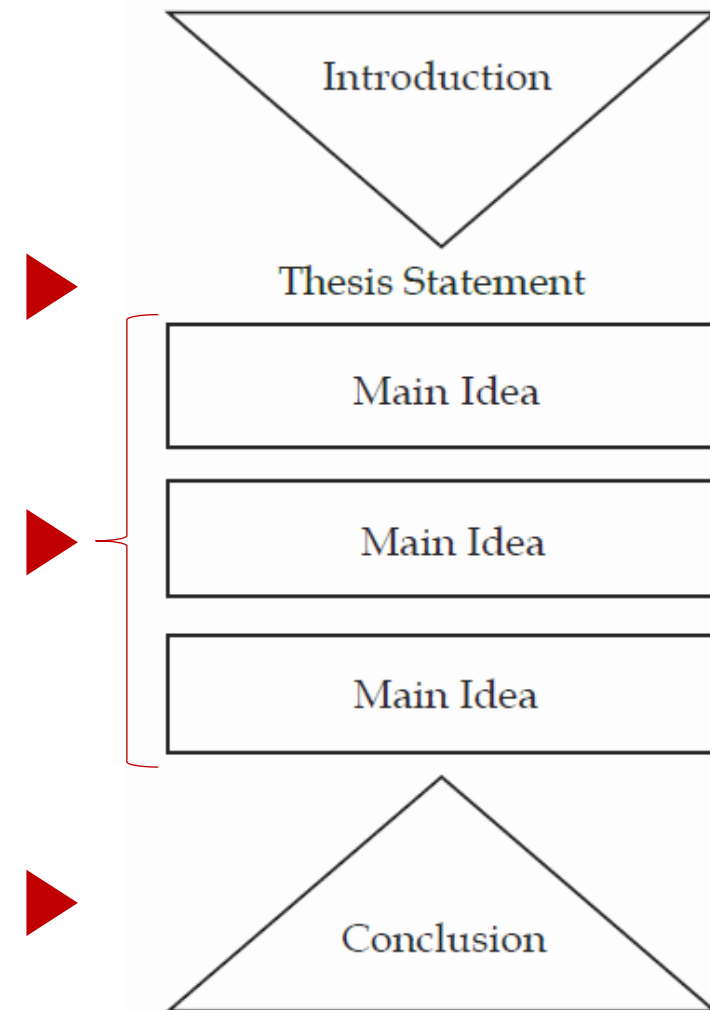 Introduction
Thesis Statement
Main Idea
Main Idea
Main Idea
Conclusion